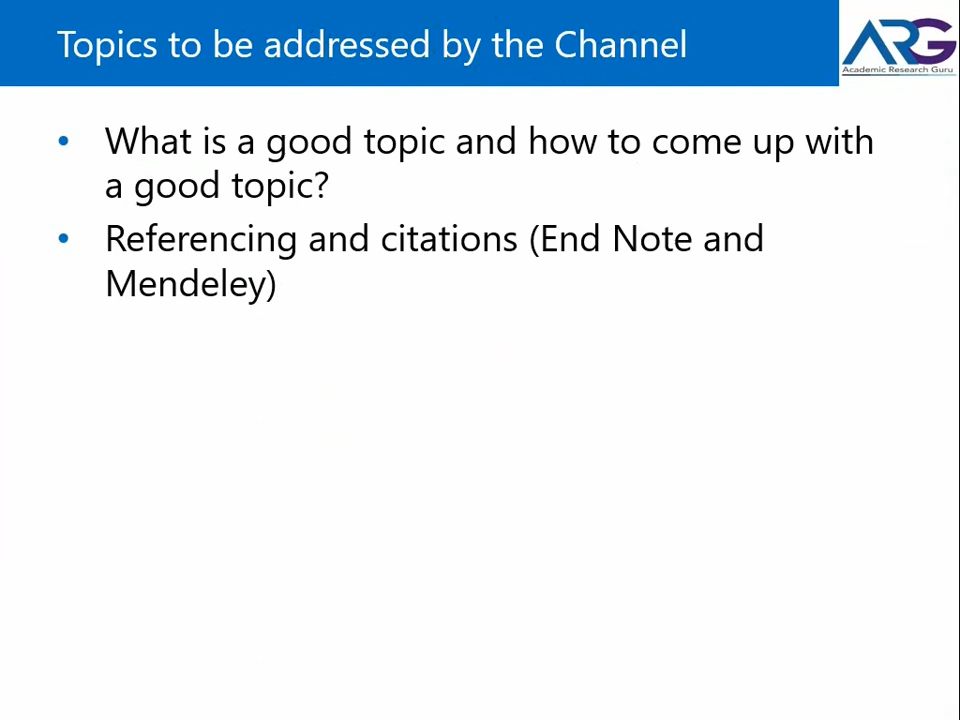 Topics to be addressed by the Channel
ARG
Academic Research Guru
• What is a good topic and how to come up with
a good topic?
• Referencing and citations (End Note and
Mendeley)